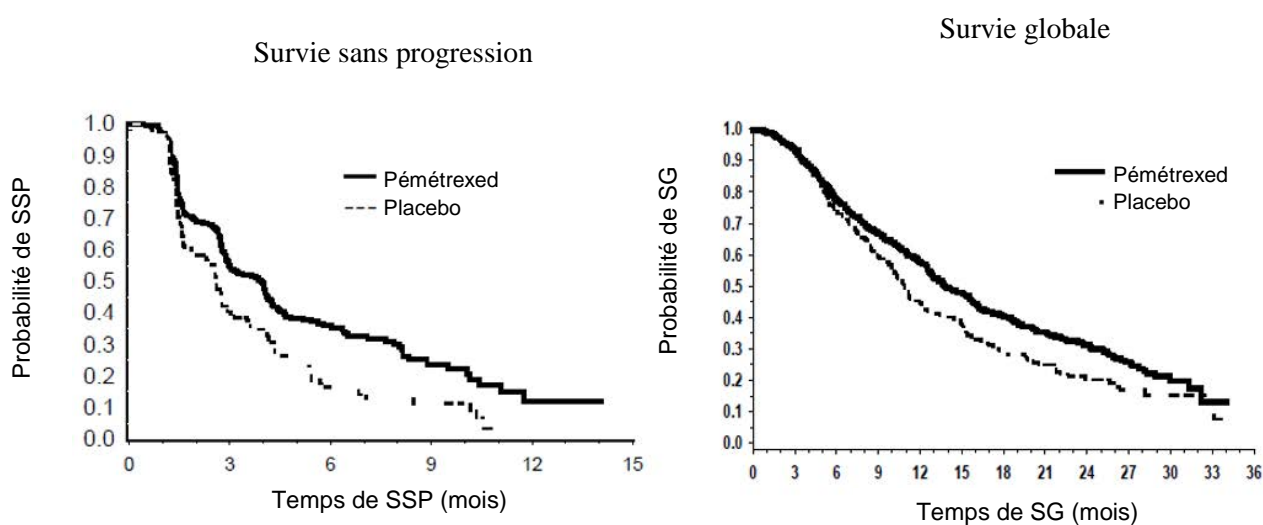 Survie sans progression
Probabilité de SSP
1.0
0.9
0.8
0.7
0.6
0.5
0.4
0.3
0.2
0.1
0.0
Pémétrexed
Placebo
0 3 6 9 12 15
Temps de SSP (mois)
Survie globale
Probabilité de SG
1.0
0.9
0.8
0.7
0.6
0.5
0.4
0.3
0.2
0.1
0.0
Pémétrexed
Placebo
0 3 6 9 12 15 18 21 24 27 30 33 36
Temps de SG (mois)